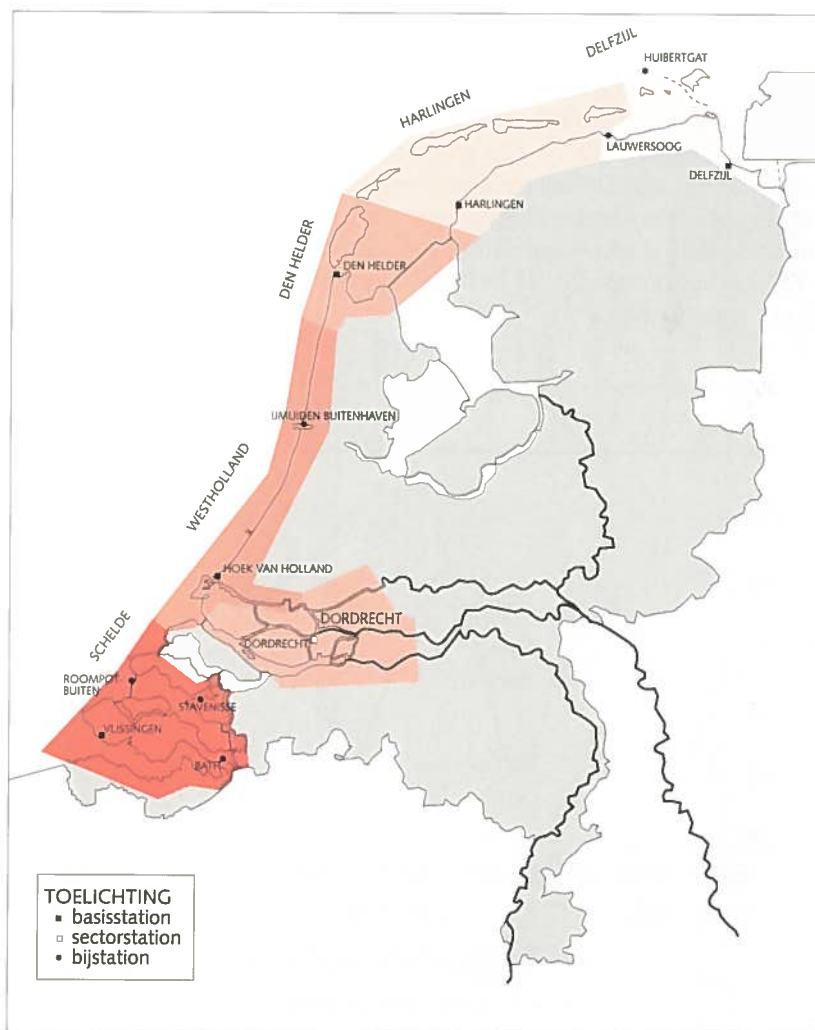 DELFZIJL
HUIBERTGAT
HARLINGEN
LAUWERSOOG
DELFZIJL
HARLINGEN
DEN HELDER
DEN HELDER
IJMUIDEN BUITENHAVEN
WESTHOLLAND
HOEK VAN HOLLAND
DORDRECHT
DORDRECHT
SCHELDE
ROOMPOT-
BUITEN
STAVENISSE
VLISSINGEN
BATH
TOELICHTING
basisstation
sectorstation
bijstation